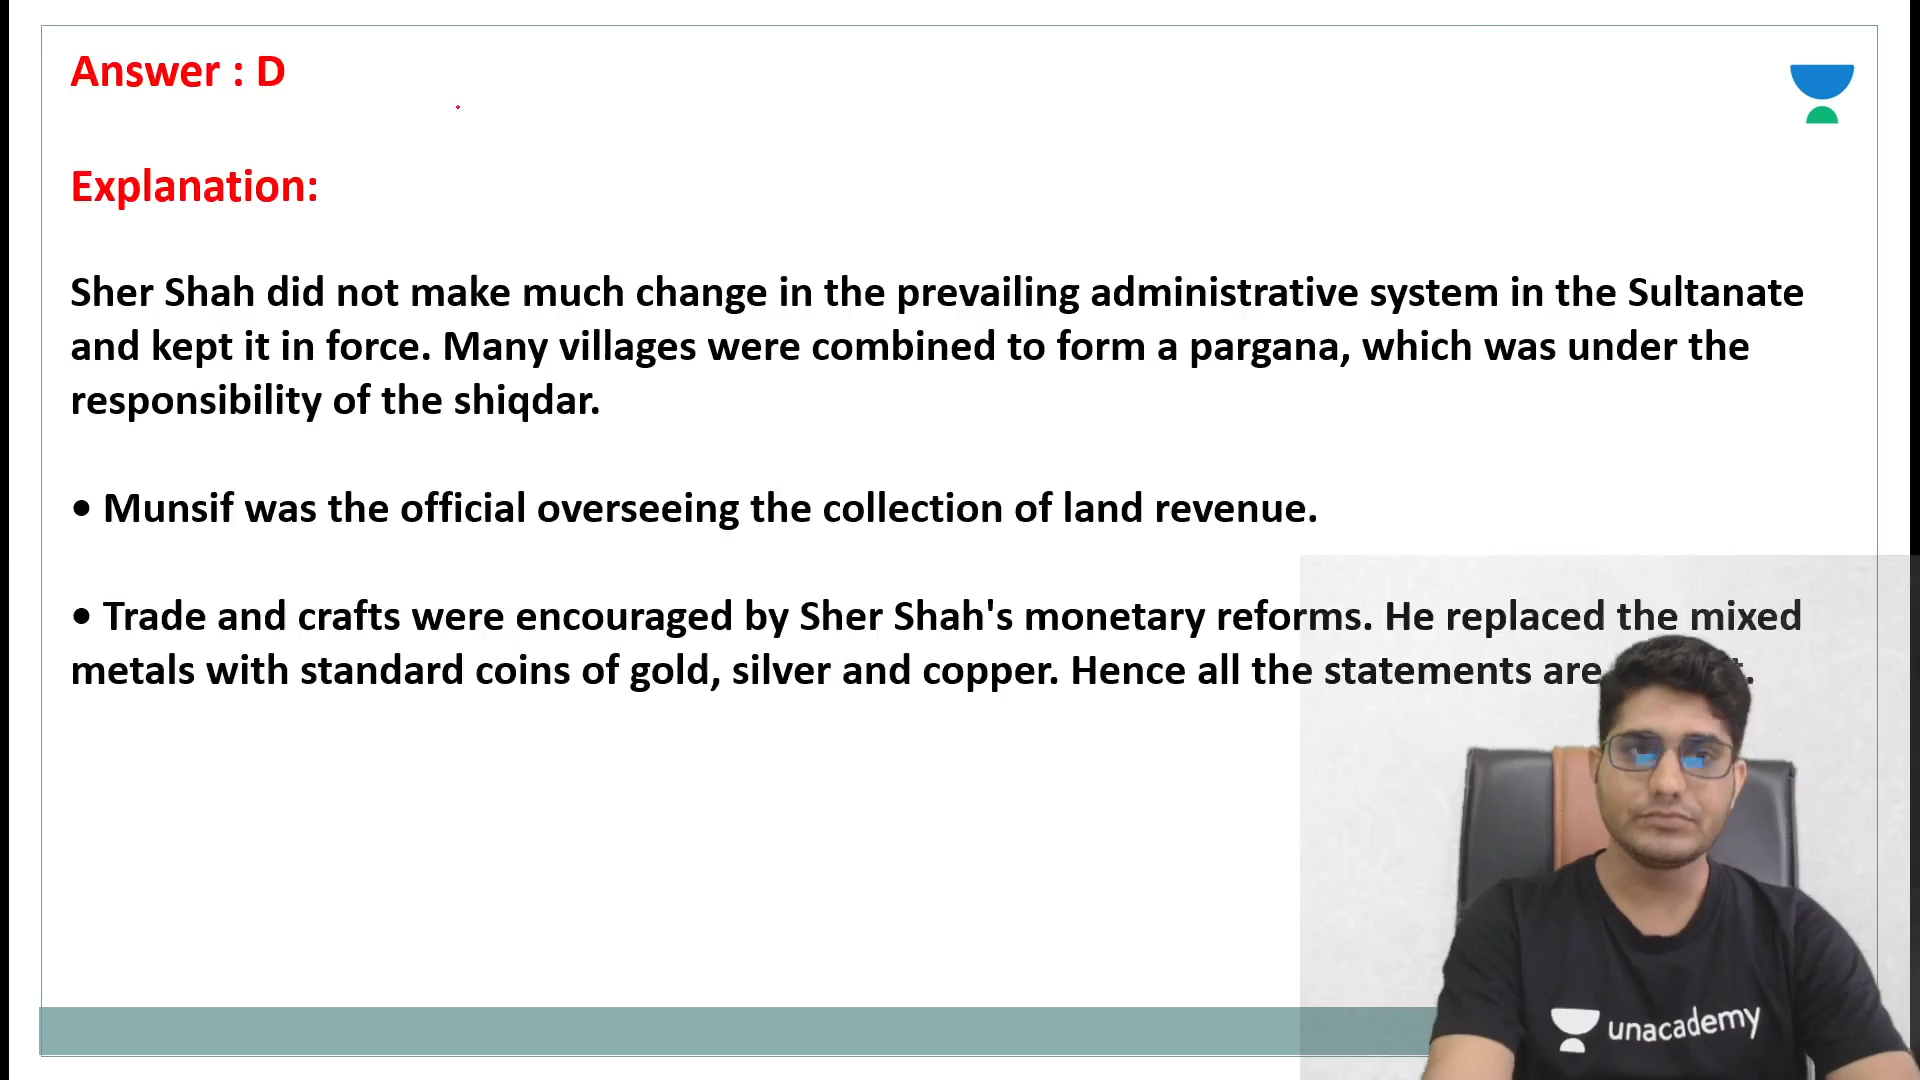 Answer : D
Explanation:
Sher Shah did not make much change in the prevailing administrative system in the Sultanate
and kept it in force. Many villages were combined to form a pargana, which was under the
responsibility of the shiqdar.
• Munsif was the official overseeing the collection of land revenue.
• Trade and crafts were encouraged by Sher Shah's monetary reforms. He replaced the mixed
metals with standard coins of gold, silver and copper. Hence all the statements are
unacademy